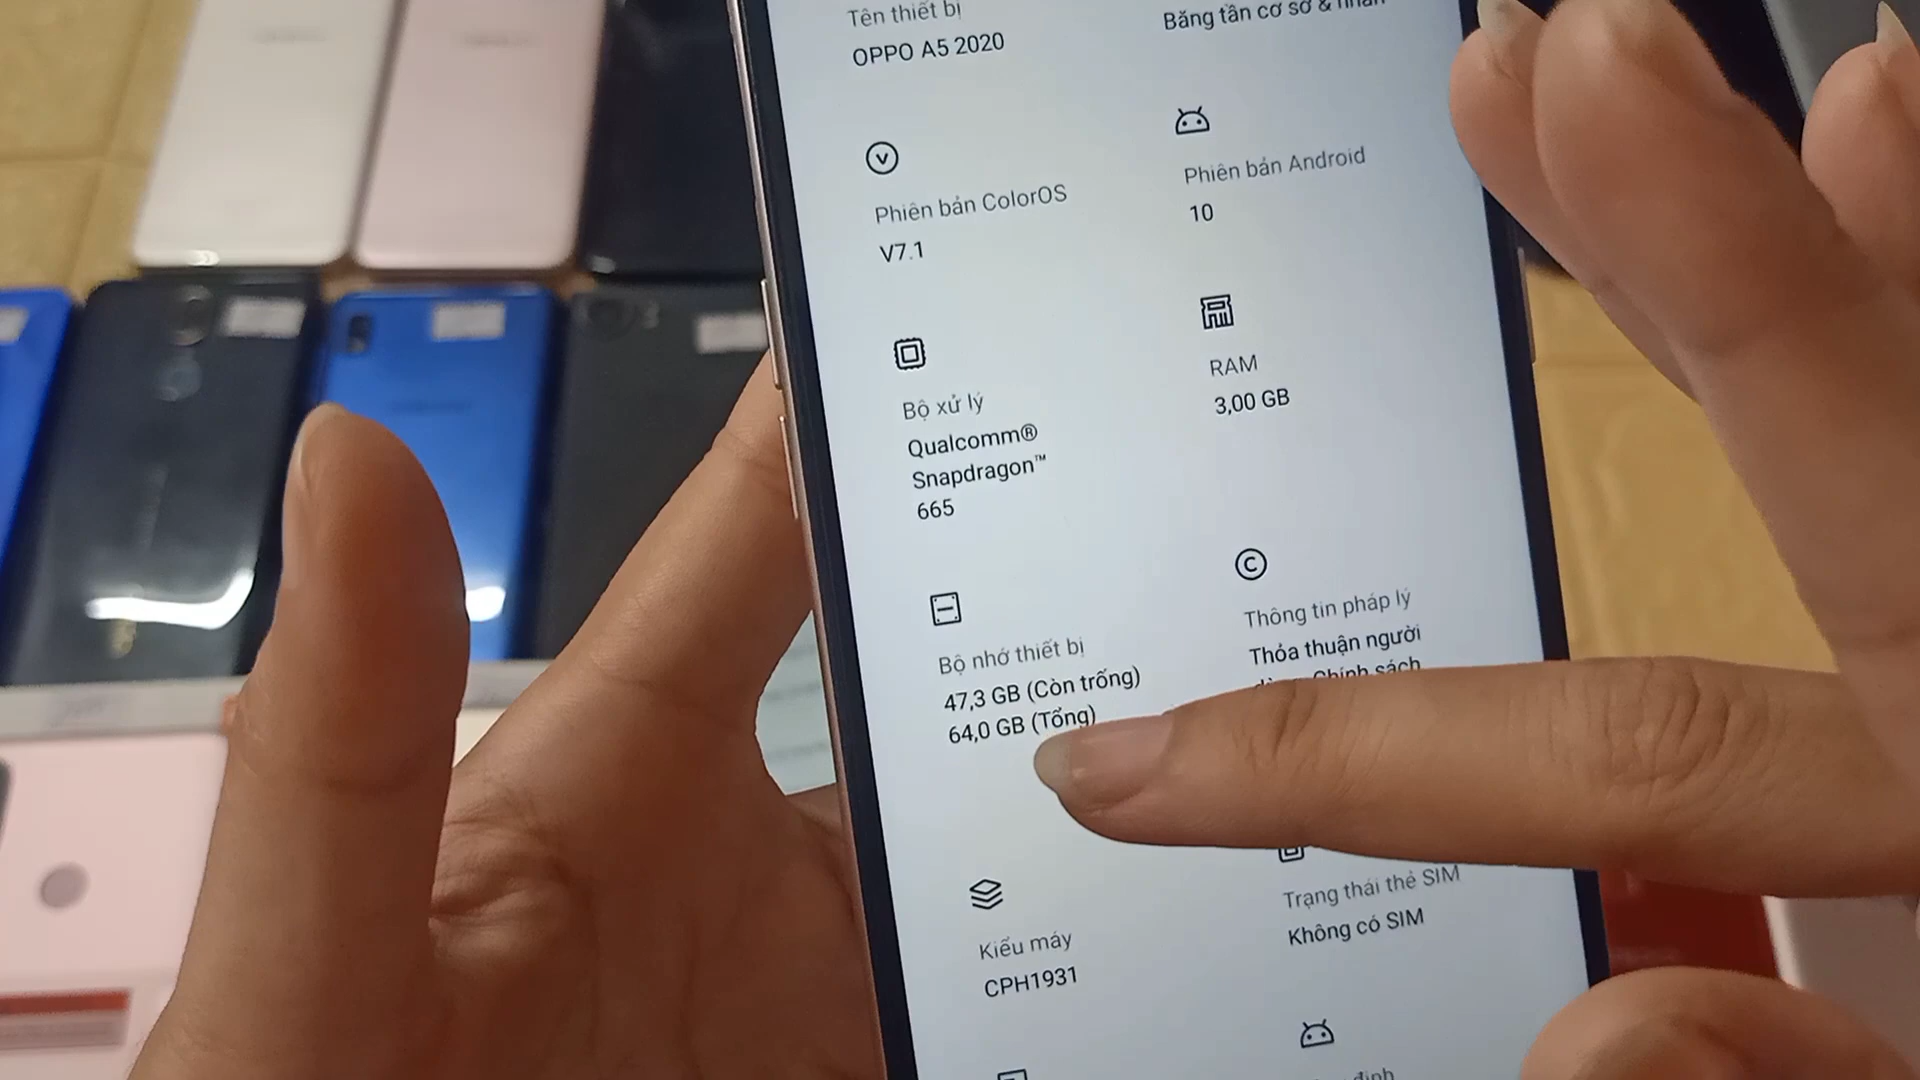 Tên thiết bị
OPPO A5 2020
Băng tần cơ sở &
Phiên bản ColorOS
V7.1
Phiên bản Android
10
Bộ xử lý
Qualcomm®
Snapdragon™
665
RAM
3,00 GB
Bộ nhớ thiết bị
47,3 GB (Còn trống)
64,0 GB (Tổng)
Thông tin pháp lý
Thỏa thuận người
Chính sách
Kiểu máy
CPH1931
Trạng thái thẻ SIM
Không có SIM
định